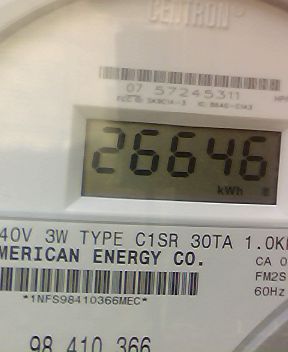 CENTRON®
07 57245311
26646
kWh
40V 3W TYPE C1SR 30TA 1.0K
MERICAN ENERGY CO.
CA 0
FM2S
60Hz
*1NFS98410366MEC*
98 410 366